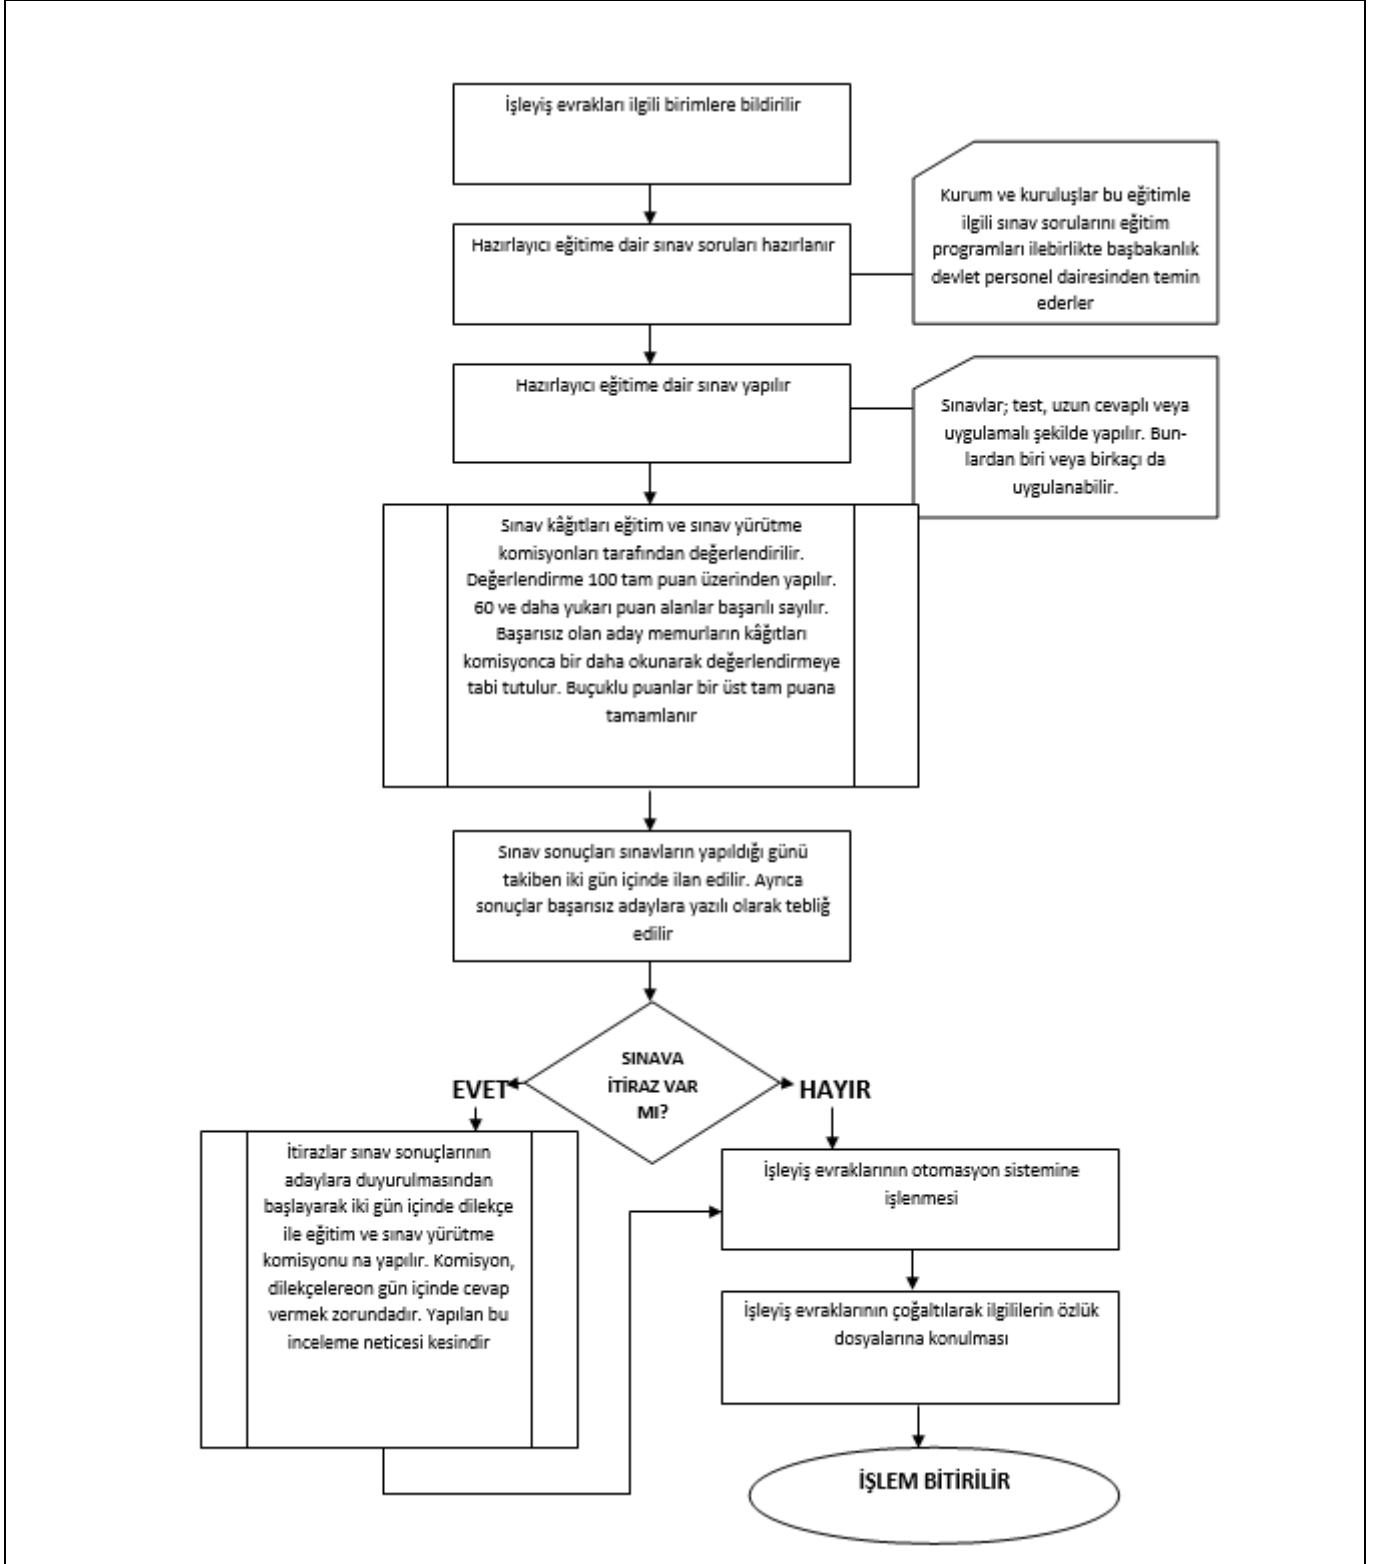 İşleyiş evrakları ilgili birimlere bildirilir
Kurum ve kuruluşlar bu eğitimle
ilgili sınav sorularını eğitim
programları ilebirlikte başbakanlık
devlet personel dairesinden temin
ederler
Hazırlayıcı eğitime dair sınav soruları hazırlanır
Hazırlayıcı eğitime dair sınav yapılır
Sınavlar; test, uzun cevaplı veya
uygulamalı şekilde yapılır. Bun-
lardan biri veya birkaçı da
uygulanabilir.
Sınav kâğıtları eğitim ve sınav yürütme
komisyonları tarafından değerlendirilir.
Değerlendirme 100 tam puan üzerinden yapılır.
60 ve daha yukarı puan alanlar başarılı sayılır.
Başarısız olan aday memurların kâğıtları
komisyonca bir daha okunarak değerlendirmeye
tabi tutulur. Buçuklu puanlar bir üst tam puana
tamamlanır
Sınav sonuçları sınavların yapıldığı günü
takiben iki gün içinde ilan edilir. Ayrıca
sonuçlar başarısız adaylara yazılı olarak tebliğ
edilir
SINAVA
İTİRAZ VAR
MI?
EVET
HAYIR
İtirazlar sınav sonuçlarının
adaylara duyurulmasından
başlayarak iki gün içinde dilekçe
ile eğitim ve sınav yürütme
komisyonu na yapılır. Komisyon,
dilekçelereon gün içinde cevap
vermek zorundadır. Yapılan bu
inceleme neticesi kesindir
İşleyiş evraklarının otomasyon sistemine
işlenmesi
İşleyiş evraklarının çoğaltılarak ilgililerin özlük
dosyalarına konulması
İŞLEM BİTİRİLİR